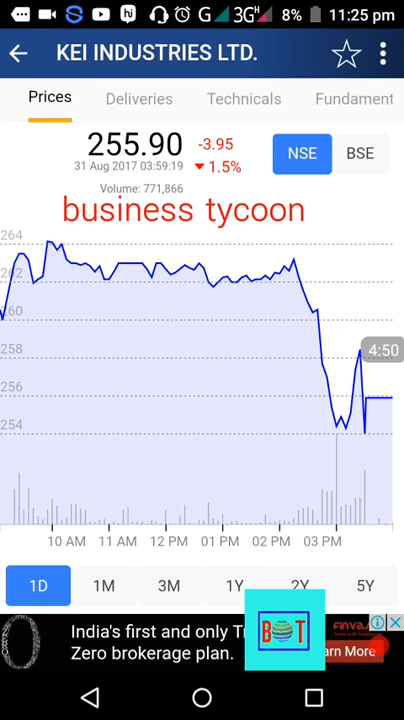 hi G 3G H 8% 11:25 pm
KEI INDUSTRIES LTD.
Prices Deliveries Technicals Fundament
255.90 -3.95 NSE BSE
31 Aug 2017 03:59:19 1.5%
Volume: 771,866
business tycoon
264
262
260
258
4:50
256
254
10 AM 11 AM 12 PM 01 PM 02 PM 03 PM
1D 1M 3M 1Y 2Y 5Y
India's first and only Tr
Zero brokerage plan.
BOT
FINVASIA
arn More